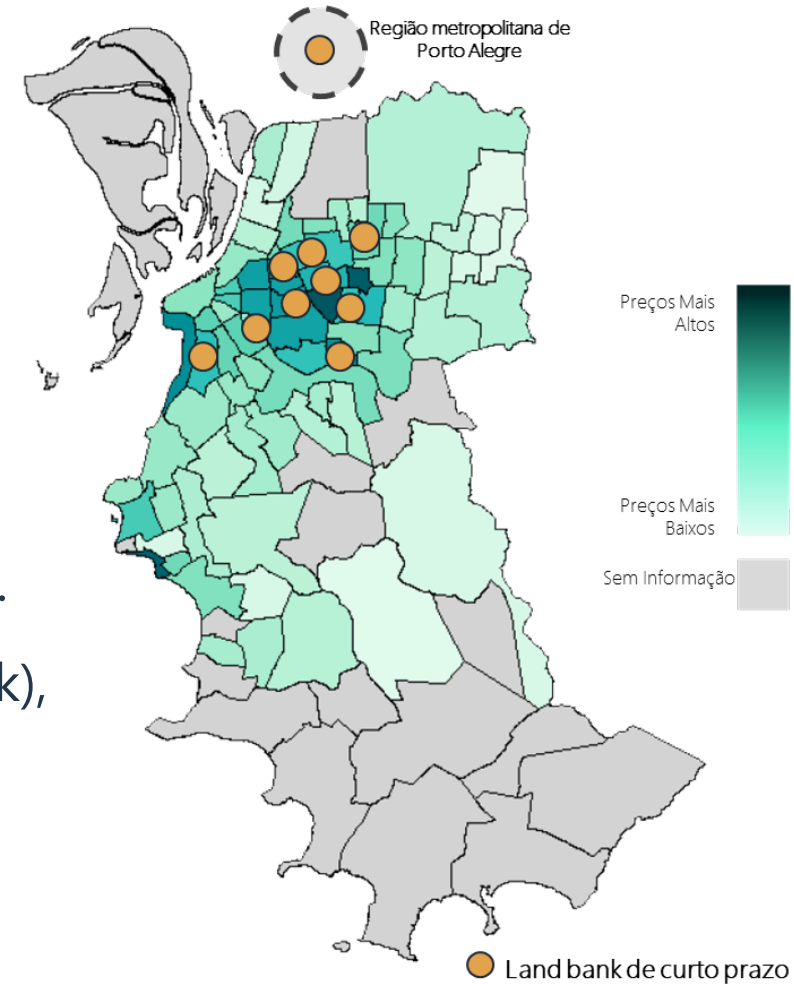 Região metropolitana de
Porto Alegre
Preços Mais
Altos
Preços Mais
Baixos
Sem Informação
.
k),
Land bank de curto prazo